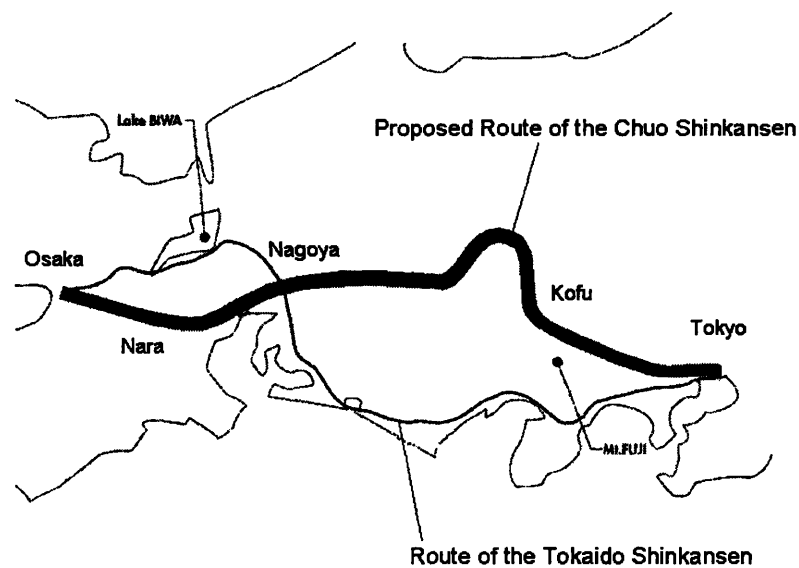 Lake BIWA
Proposed Route of the Chuo Shinkansen
Osaka
Nagoya
Kofu
Nara
Tokyo
Mt.FUJI
Route of the Tokaido Shinkansen